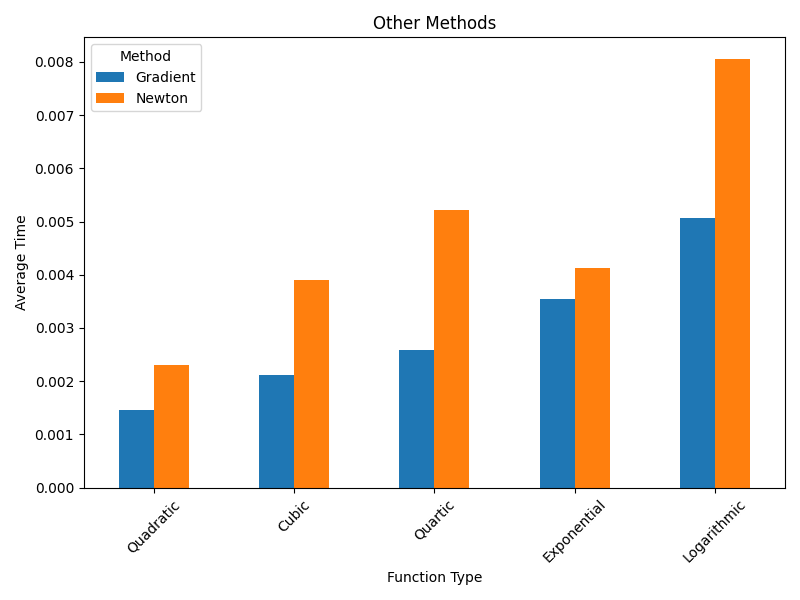 Other Methods
Method
Gradient
Newton
0.008
0.007
0.006
0.005
0.004
0.003
0.002
0.001
0.000
Average Time
Quadratic
Cubic
Quartic
Exponential
Logarithmic
Function Type